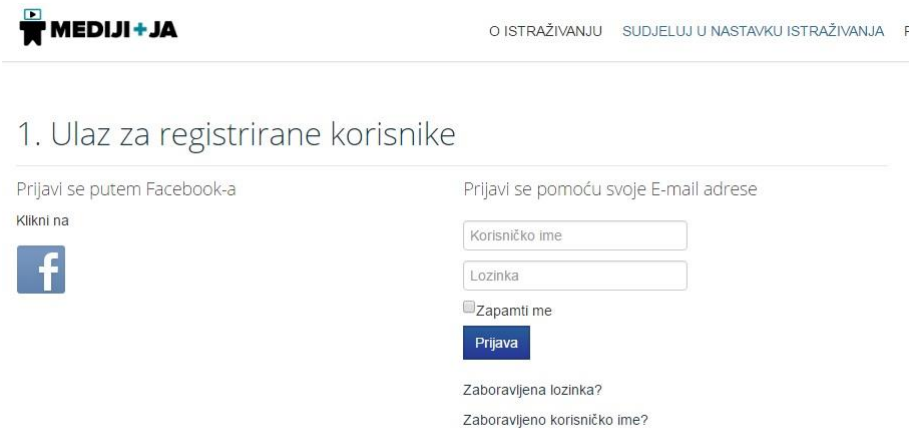 MEDIJI+JA
O ISTRAŽIVANJU SUDJELUJ U NASTAVKU ISTRAŽIVANJA
1. Ulaz za registrirane korisnike
Prijavi se putem Facebook-a
Klikni na
f
Prijavi se pomoću svoje E-mail adrese
Korisničko ime
Lozinka
Zapamti me
Prijava
Zaboravljena lozinka?
Zaboravljeno korisničko ime?